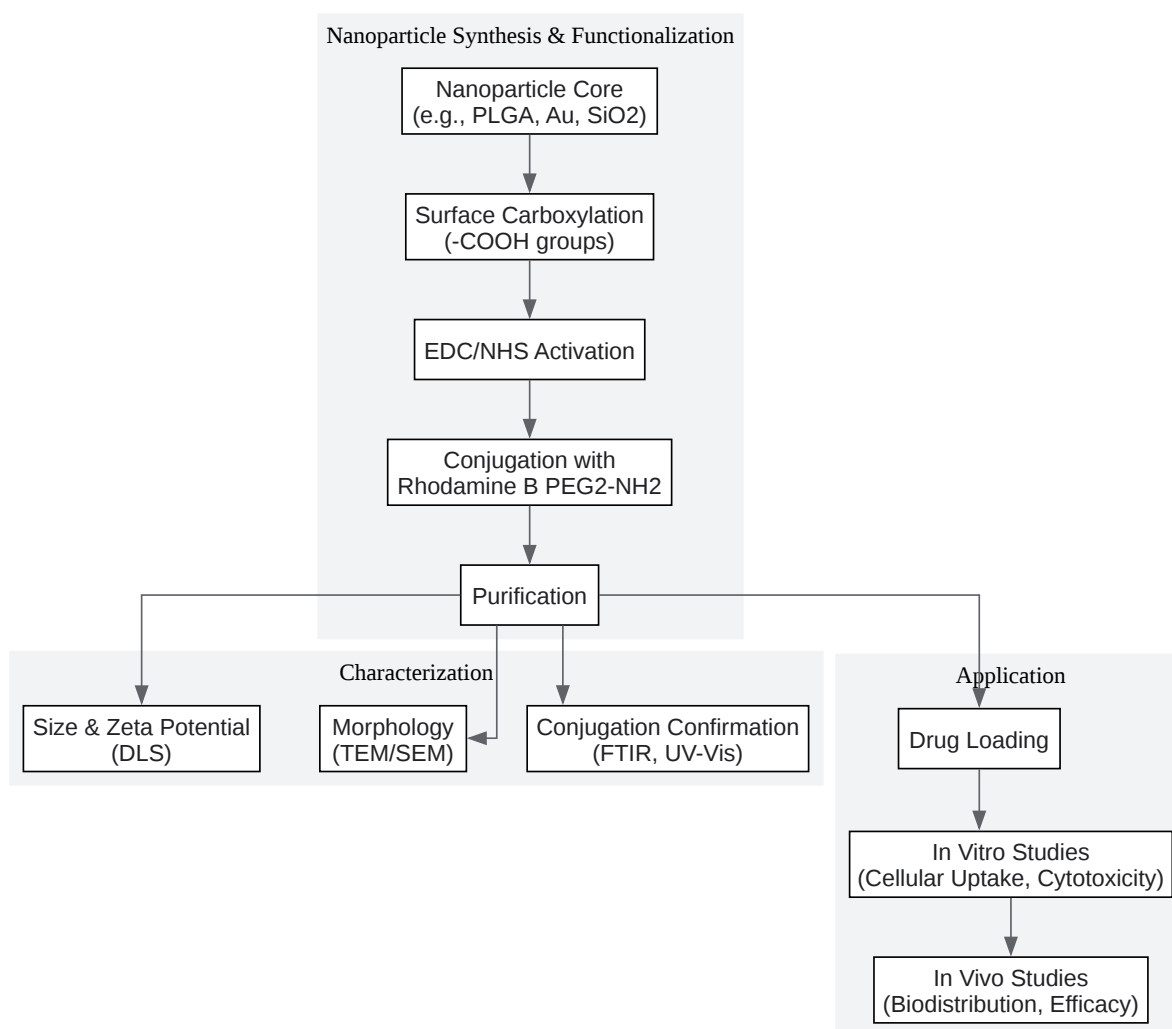 Nanoparticle Synthesis & Functionalization
Nanoparticle Core
(e.g., PLGA, Au, SiO2)
Surface Carboxylation
(-COOH groups)
EDC/NHS Activation
Conjugation with
Rhodamine B PEG2-NH2
Purification
Characterization
Size & Zeta Potential
(DLS)
Morphology
(TEM/SEM)
Conjugation Confirmation
(FTIR, UV-Vis)
Application
Drug Loading
In Vitro Studies
(Cellular Uptake, Cytotoxicity)
In Vivo Studies
(Biodistribution, Efficacy)